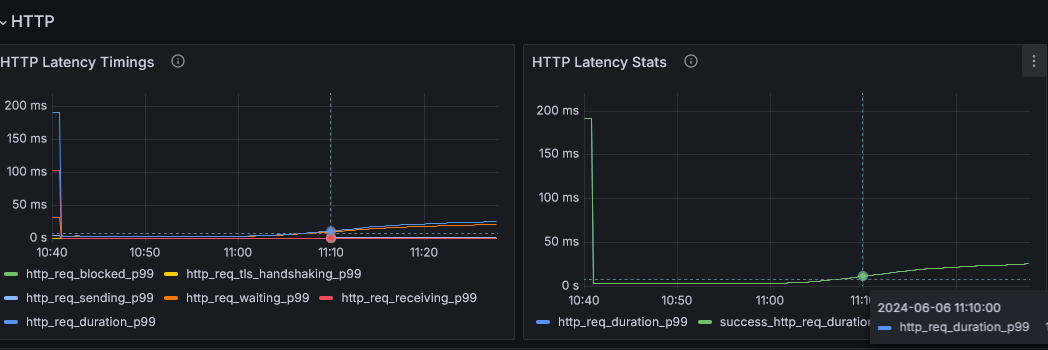 HTTP
HTTP Latency Timings
200 ms
150 ms
100 ms
50 ms
0 s
10:40 10:50 11:00 11:10 11:20
http_req_blocked_p99 http_req_tls_handshaking_p99
http_req_sending_p99 http_req_waiting_p99 http_req_receiving_p99
http_req_duration_p99
HTTP Latency Stats
200 ms
150 ms
100 ms
50 ms
0 s
10:40 10:50 11:00
http_req_duration_p99 success_http_req_duration
2024-06-06 11:10:00
http_req_duration_p99